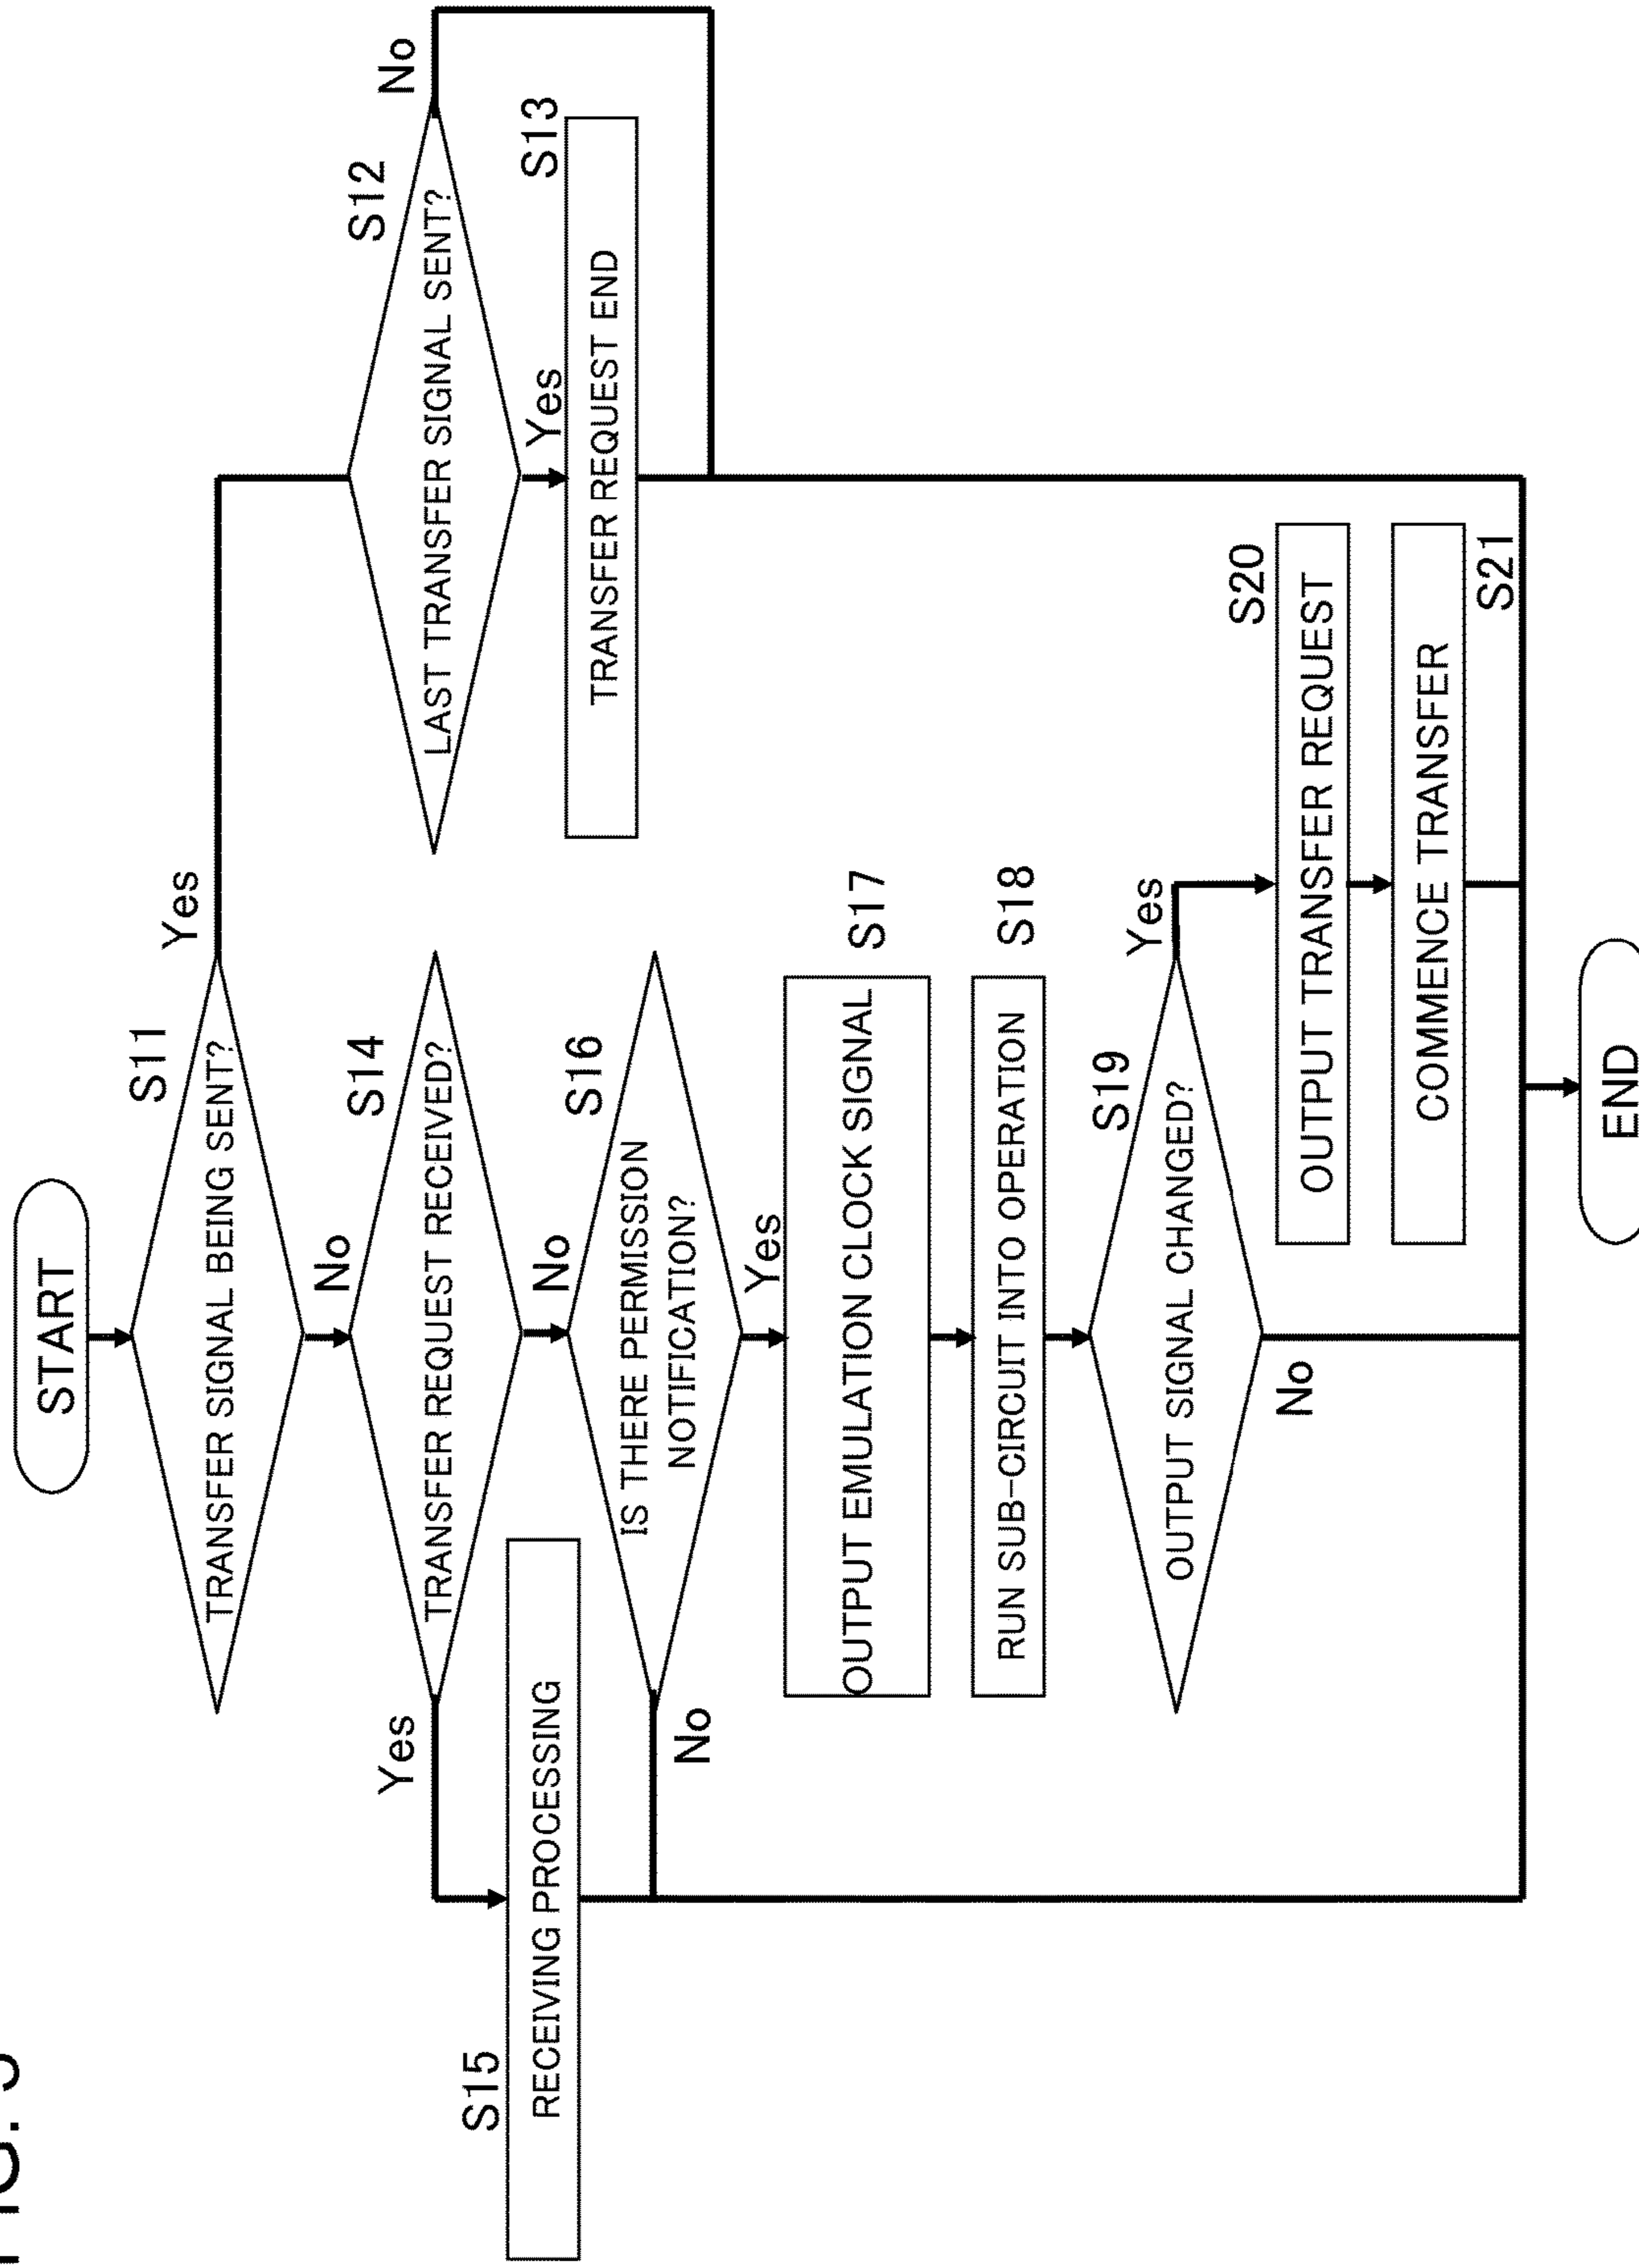 FIG.
START
S11
TRANSFER SIGNAL BEING SENT?
Yes
No
S14
TRANSFER REQUEST RECEIVED?
Yes
No
S12
LAST TRANSFER SIGNAL SENT?
No
Yes
S13
TRANSFER REQUEST END
S15
RECEIVING PROCESSING
S16
IS THERE PERMISSION
NOTIFICATION?
No
Yes
S17
OUTPUT EMULATION CLOCK SIGNAL
S18
RUN SUB-CIRCUIT INTO OPERATION
S19
OUTPUT SIGNAL CHANGED?
Yes
No
S20
OUTPUT TRANSFER REQUEST
COMMENCE TRANSFER
S21
END